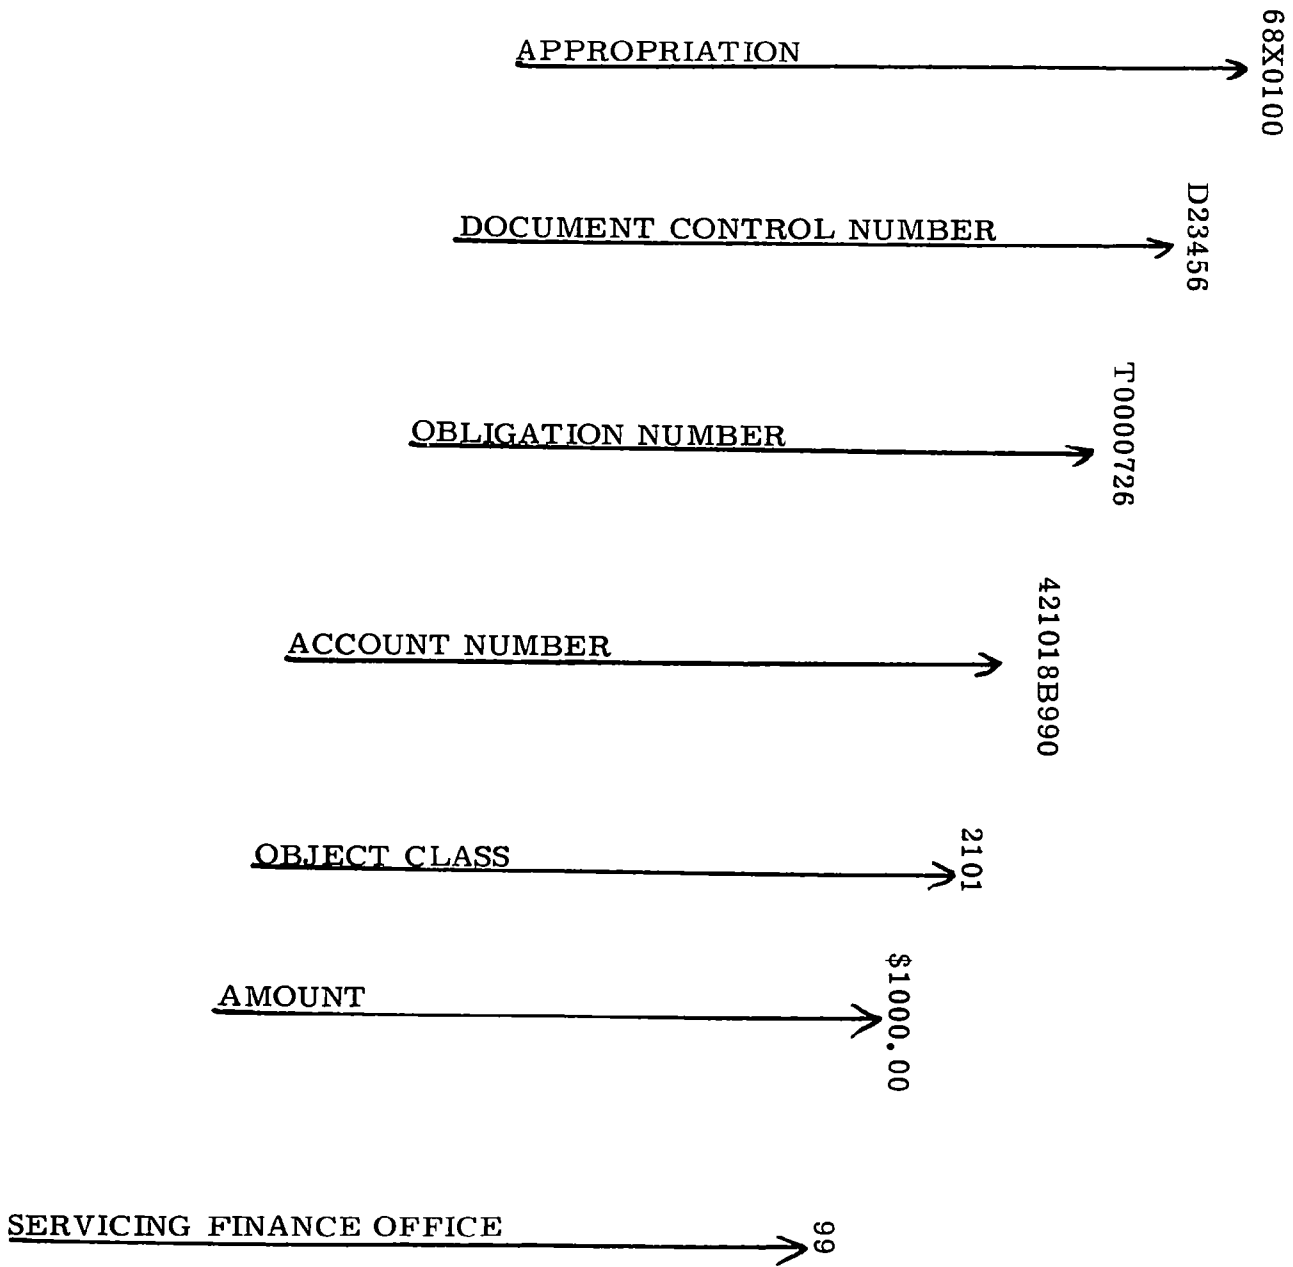 APPROPRIATION
68X0100
DOCUMENT CONTROL NUMBER
D23456
OBLIGATION NUMBER
T0000726
ACCOUNT NUMBER
421018B990
OBJECT CLASS
2101
AMOUNT
$1000.00
SERVICING FINANCE OFFICE
99